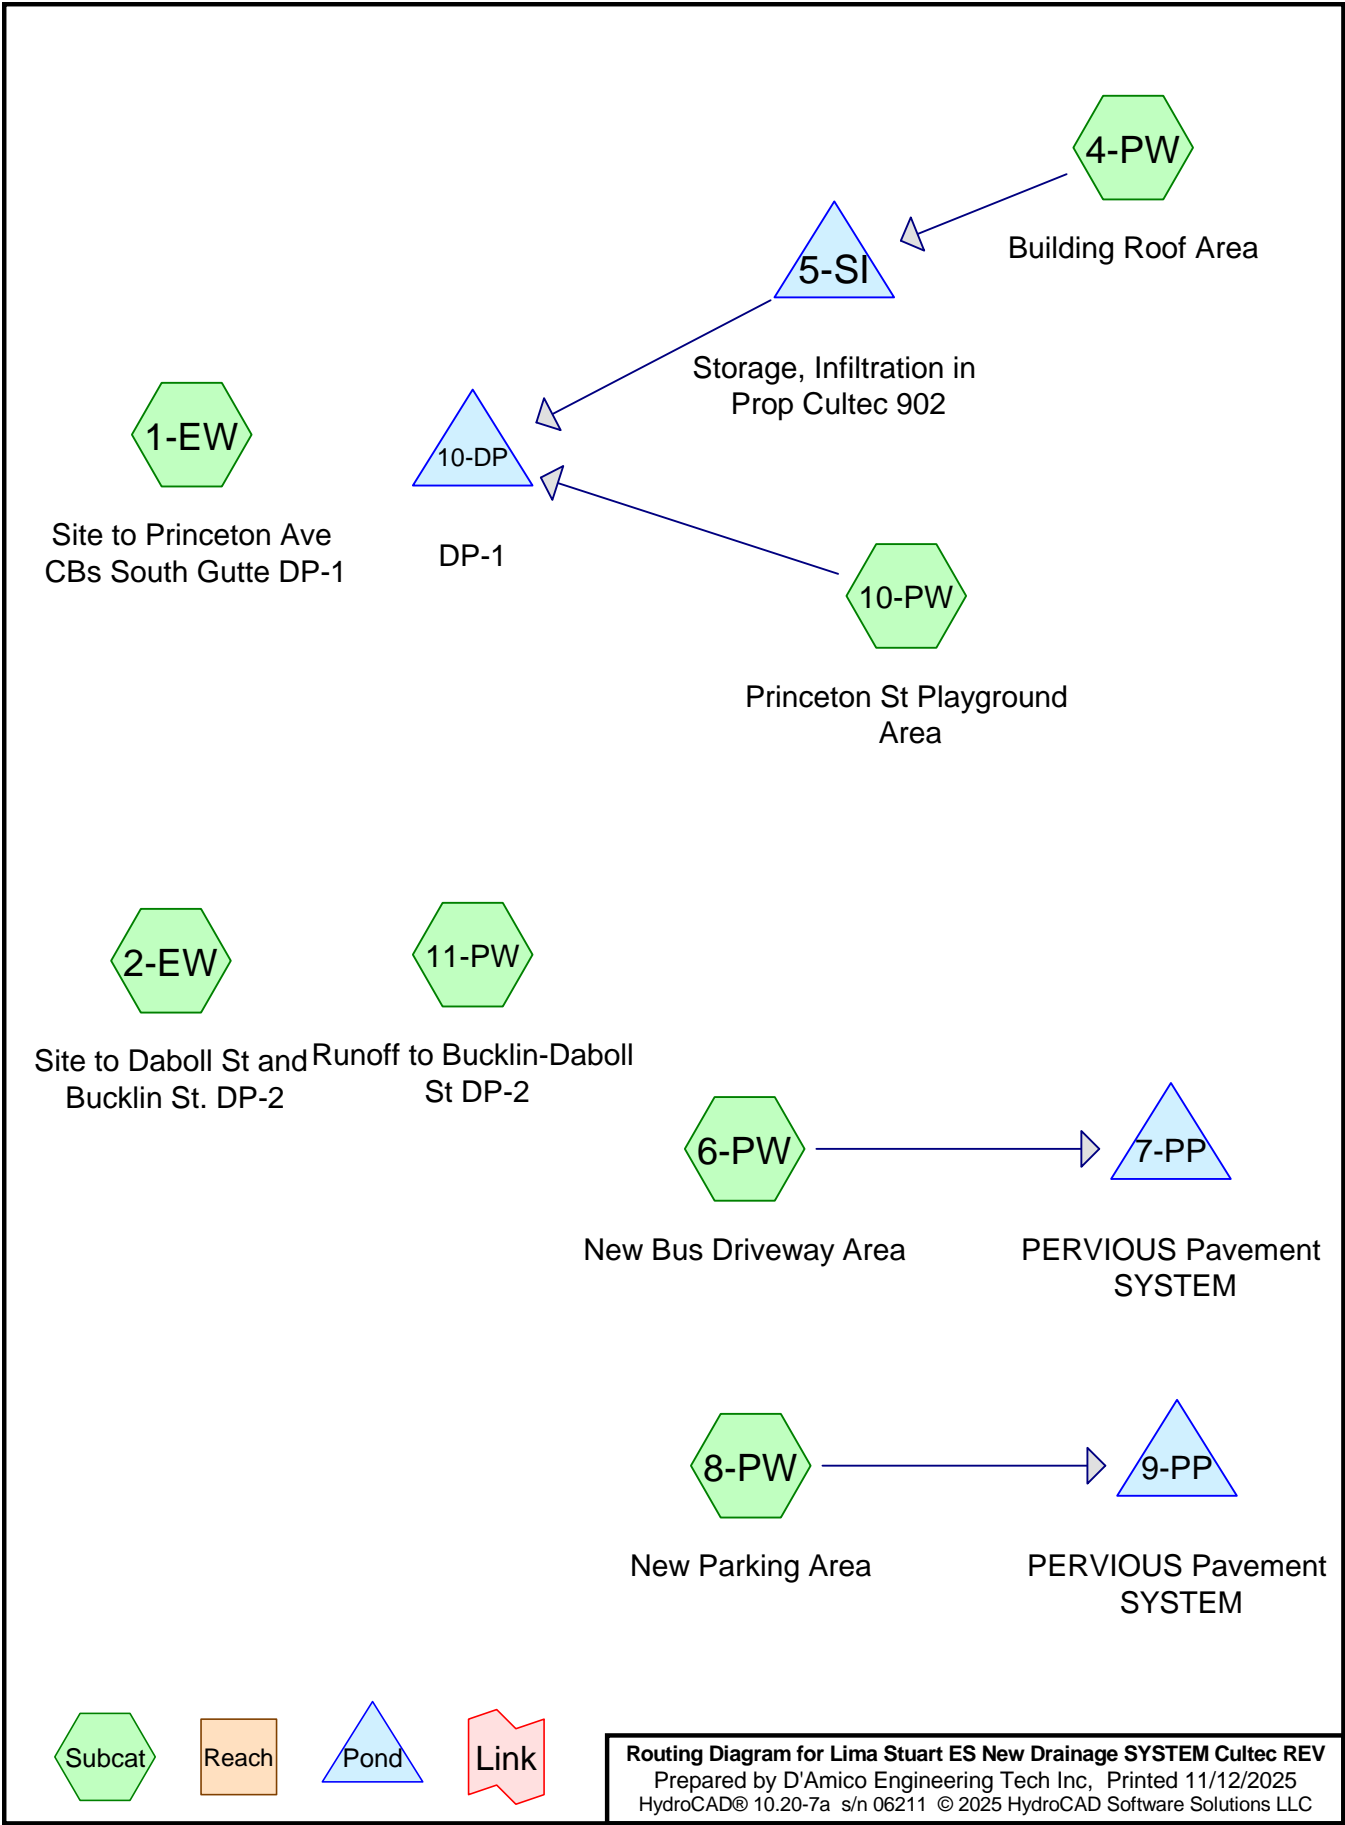 4-PW
Building Roof Area
5-SI
Storage, Infiltration in
Prop Cultec 902
1-EW
Site to Princeton Ave
CBs South Gutte DP-1
10-DP
DP-1
10-PW
Princeton St Playground
Area
2-EW
Site to Daboll St and
Bucklin St. DP-2
11-PW
Runoff to Bucklin-Daboll
St DP-2
6-PW
New Bus Driveway Area
7-PP
PERVIOUS Pavement
SYSTEM
8-PW
New Parking Area
9-PP
PERVIOUS Pavement
SYSTEM
Subcat
Reach
Pond
Link
Routing Diagram for Lima Stuart ES New Drainage SYSTEM Cultec REV
Prepared by D'Amico Engineering Tech Inc, Printed 11/12/2025
HydroCAD® 10.20-7a s/n 06211 © 2025 HydroCAD Software Solutions LLC